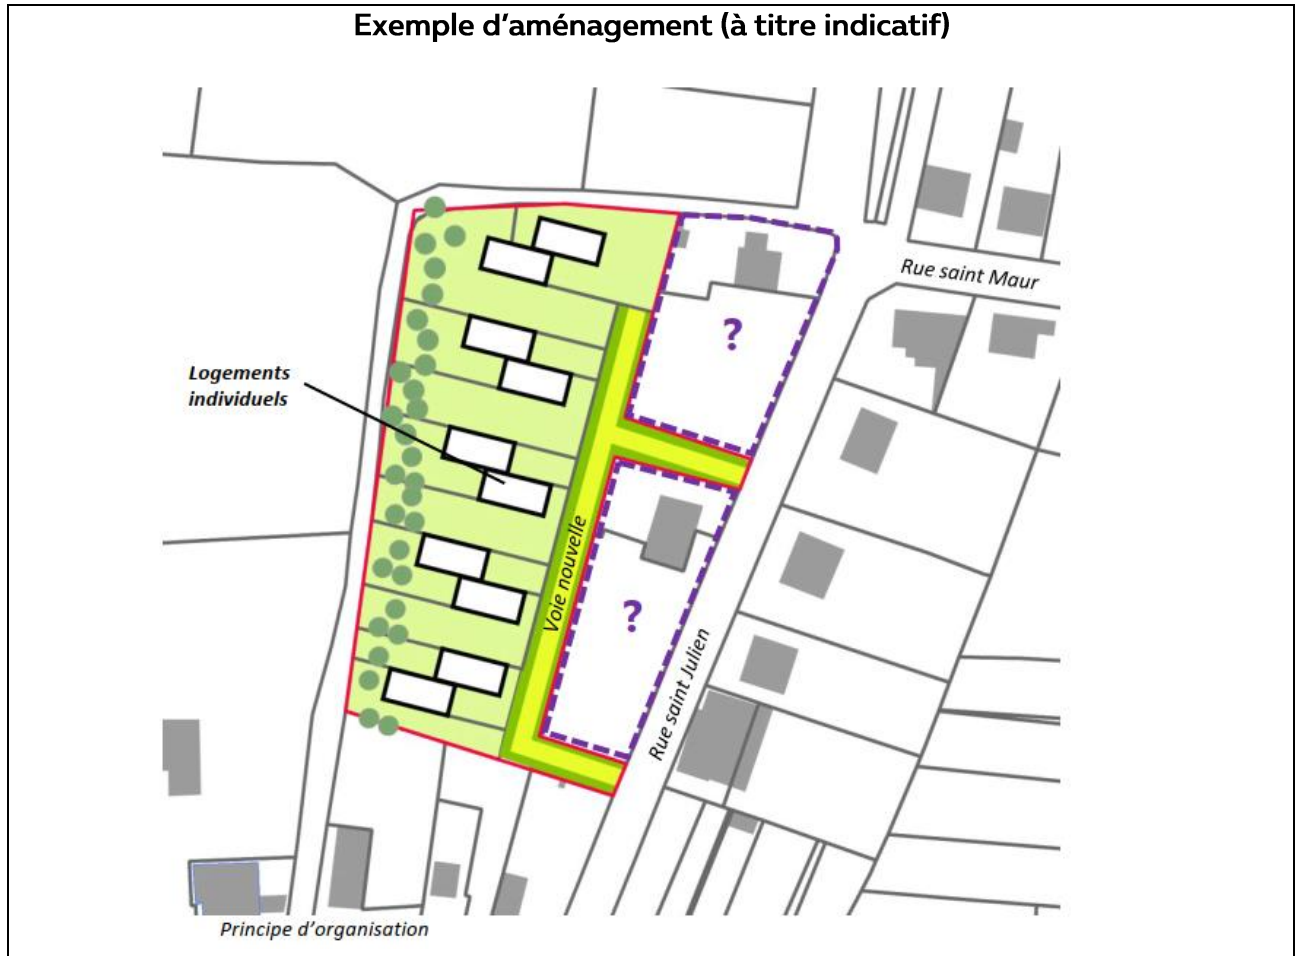 Exemple d'aménagement (à titre indicatif)
Rue saint Maur
?
Logements
individuels
Voie nouvelle
?
Rue saint Julien
Principe d'organisation